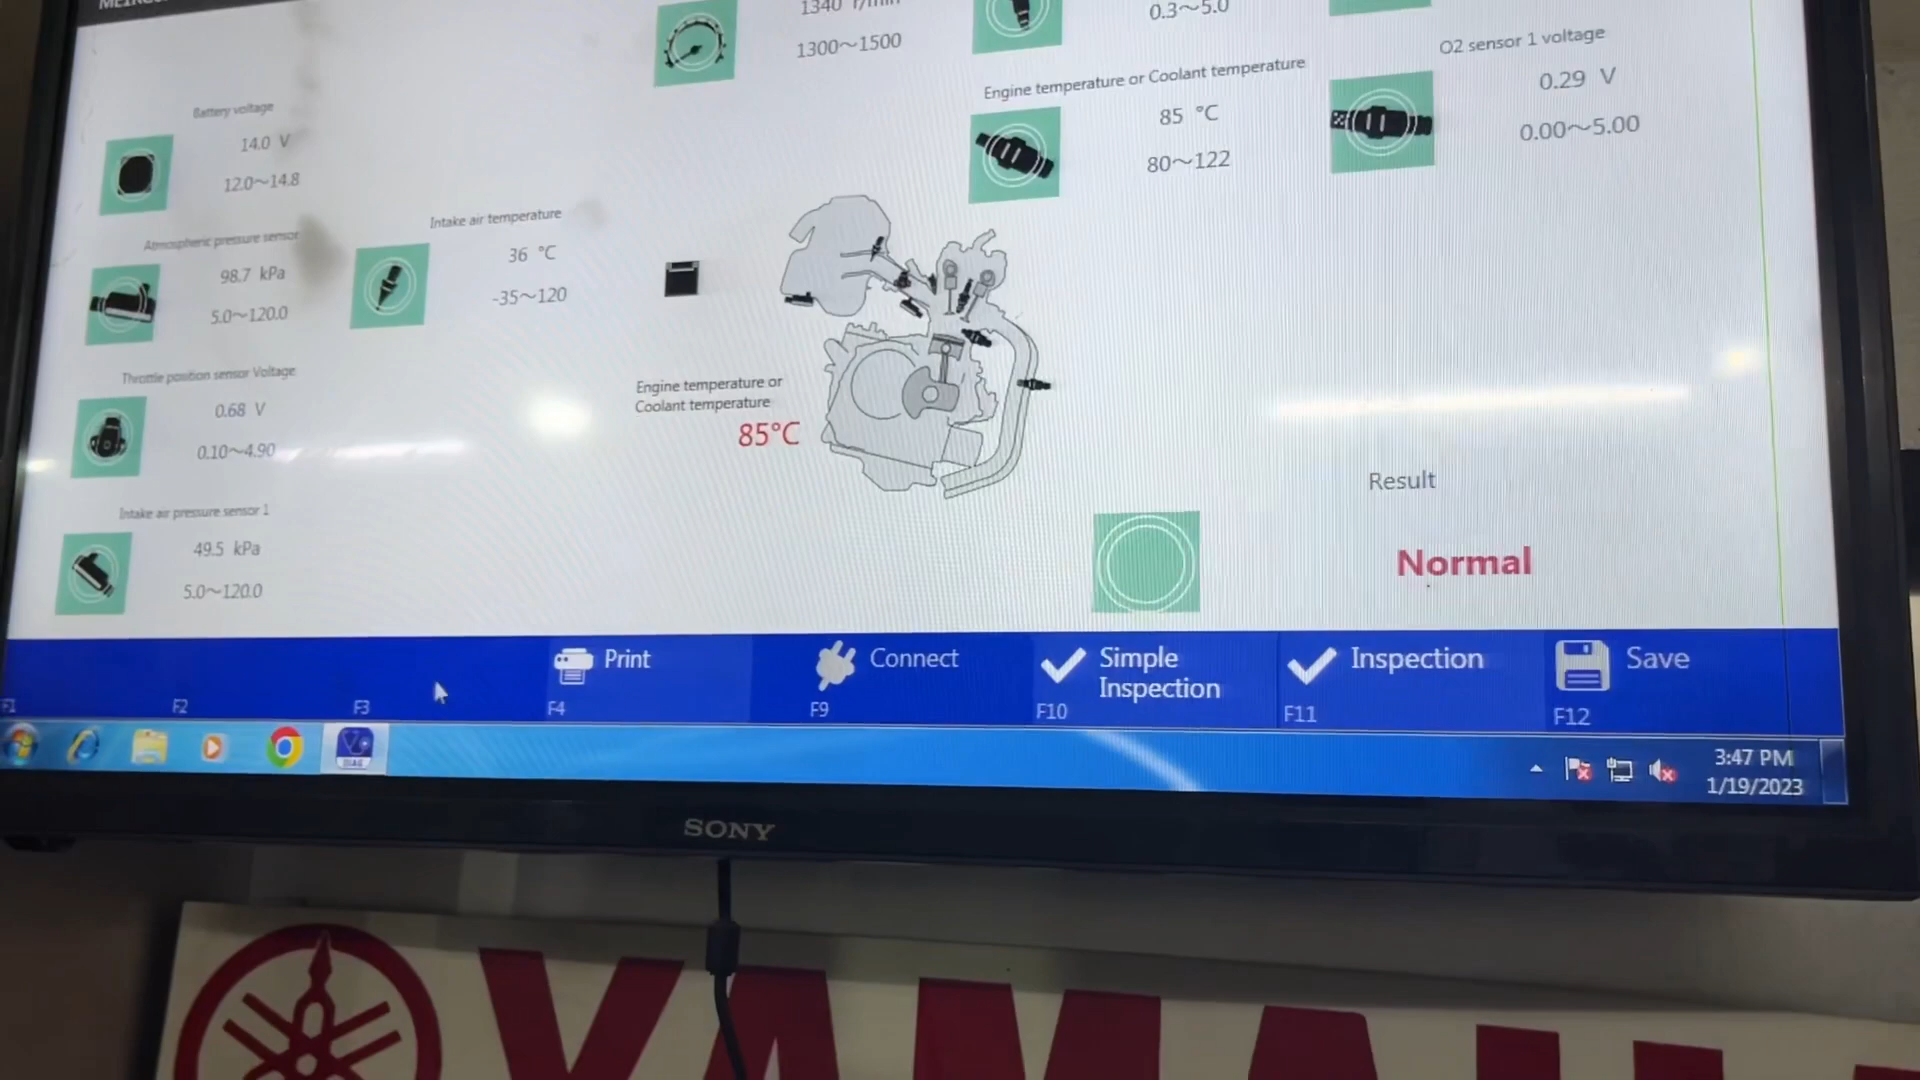 1340 r/min
1300~1500
0.3~5.0
O2 sensor 1 voltage
0.29 V
0.00~5.00
Engine temperature or Coolant temperature
85 °C
80~122
Battery voltage
14.0 V
12.0~14.8
Intake air temperature
36 °C
-35~120
Atmospheric pressure sensor
98.7 kPa
5.0~120.0
Throttle position sensor Voltage
0.68 V
0.10~4.90
Engine temperature or
Coolant temperature
85°C
Intake air pressure sensor 1
49.5 kPa
5.0~120.0
Result
Normal
F1
F2
F3
Print
F4
Connect
F9
Simple
Inspection
F10
Inspection
F11
Save
F12
DIAG
3:47 PM
1/19/2023
SONY
YAMAH